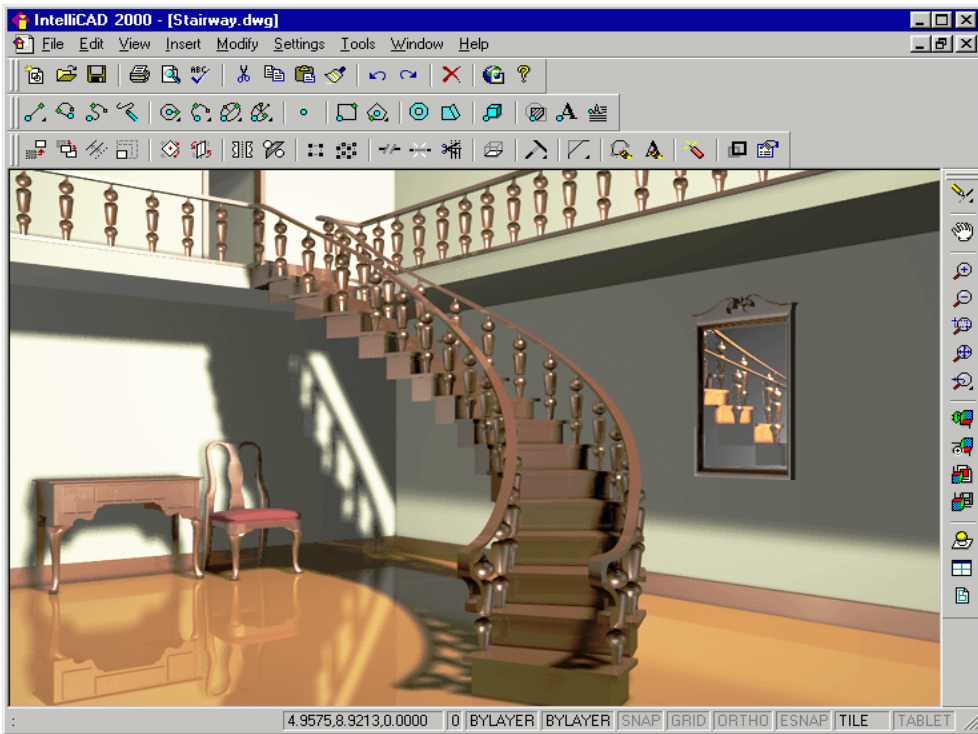 IntelliCAD 2000 - [Stairway.dwg]
File Edit View Insert Modify Settings Tools Window Help
ABC
A
: 4.9575,8.9213,0.0000 0 BYLAYER BYLAYER SNAP GRID ORTHO ESNAP TILE TABLET